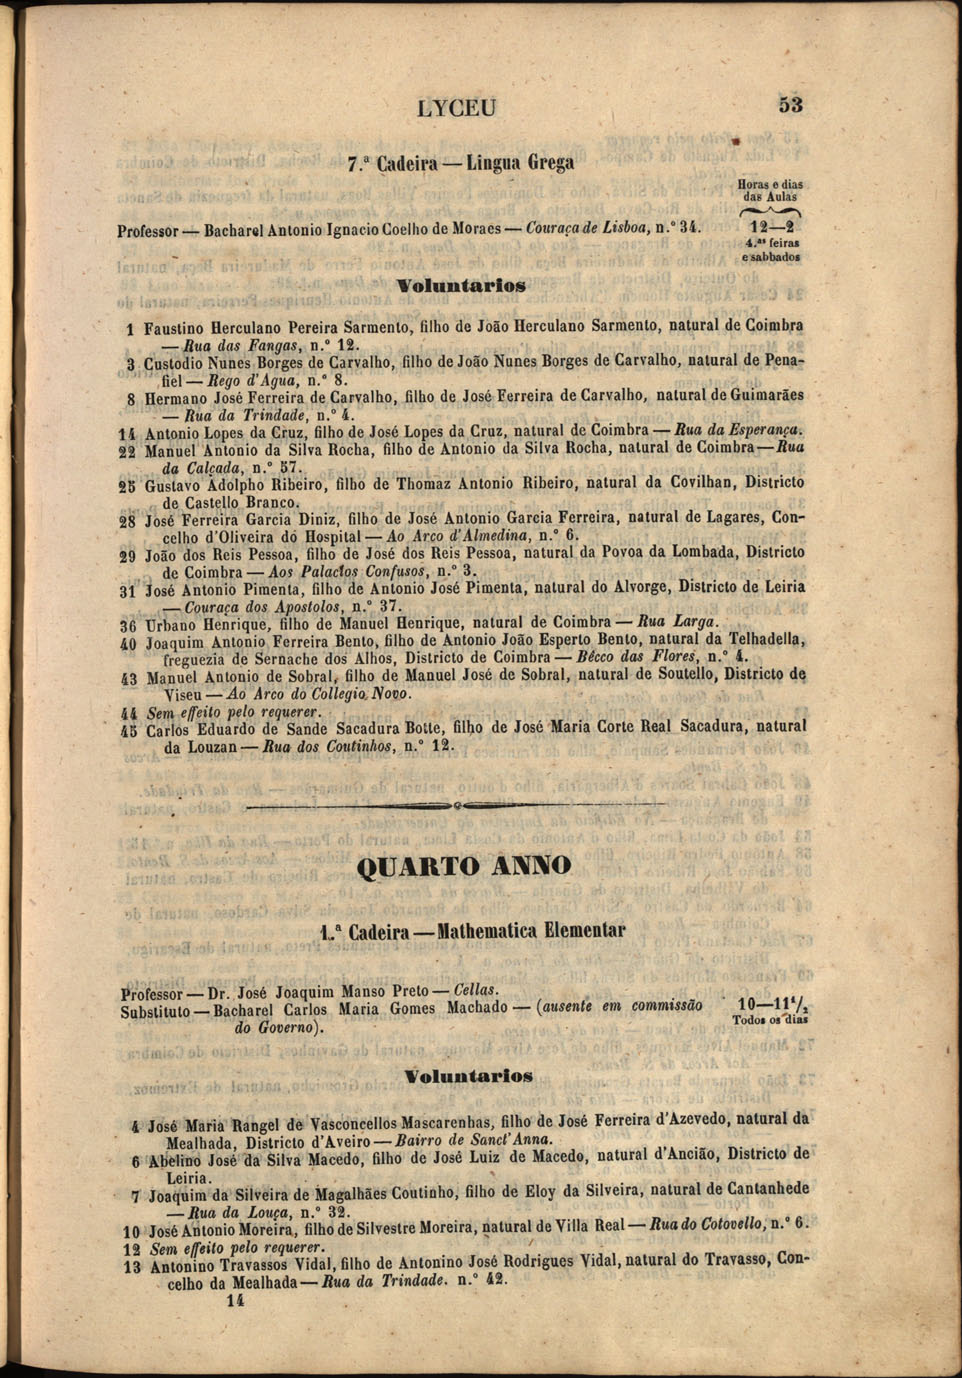 LYCEU 53
7.ª Cadeira — Lingua Grega
Horas e dias
das Aulas
Professor — Bacharel Antonio Ignacio Coelho de Moraes — Couraça de Lisboa, n.º 34. 12—2
4.ªˢ feiras
e sabbados
Voluntarios
1 Faustino Herculano Pereira Sarmento, filho de João Herculano Sarmento, natural de Coimbra
— Rua das Fangas, n.º 12.
3 Custodio Nunes Borges de Carvalho, filho de João Nunes Borges de Carvalho, natural de Pena-
fiel — Rego d'Agua, n.º 8.
8 Hermano José Ferreira de Carvalho, filho de José Ferreira de Carvalho, natural de Guimarães
— Rua da Trindade, n.º 4.
14 Antonio Lopes da Cruz, filho de José Lopes da Cruz, natural de Coimbra — Rua da Esperança.
22 Manuel Antonio da Silva Rocha, filho de Antonio da Silva Rocha, natural de Coimbra — Rua
da Calçada, n.º 57.
25 Gustavo Adolpho Ribeiro, filho de Thomaz Antonio Ribeiro, natural da Covilhan, Districto
de Castello Branco.
28 José Ferreira Garcia Diniz, filho de José Antonio Garcia Ferreira, natural de Lagares, Con-
celho d'Oliveira do Hospital — Ao Arco d'Almedina, n.º 6.
29 João dos Reis Pessoa, filho de José dos Reis Pessoa, natural da Povoa da Lombada, Districto
de Coimbra — Aos Palacios Confusos, n.º 3.
31 José Antonio Pimenta, filho de Antonio José Pimenta, natural do Alvorge, Districto de Leiria
— Couraça dos Apostolos, n.º 37.
36 Urbano Henrique, filho de Manuel Henrique, natural de Coimbra — Rua Larga.
40 Joaquim Antonio Ferreira Bento, filho de Antonio João Esperto Bento, natural da Telhadella,
freguezia de Sernache dos Alhos, Districto de Coimbra — Bêcco das Flores, n.º 4.
43 Manuel Antonio de Sobral, filho de Manuel José de Sobral, natural de Soutello, Districto de
Viseu — Ao Arco do Collegio Novo.
44 Sem effeito pelo requerer.
45 Carlos Eduardo de Sande Sacadura Botte, filho de José Maria Corte Real Sacadura, natural
da Louzan — Rua dos Coutinhos, n.º 12.
QUARTO ANNO
1.ª Cadeira — Mathematica Elementar
Professor — Dr. José Joaquim Manso Preto — Cellas.
Substituto — Bacharel Carlos Maria Gomes Machado — (ausente em commissão 10—11 1/2
do Governo). Todos os dias
Voluntarios
4 José Maria Rangel de Vasconcellos Mascarenhas, filho de José Ferreira d'Azevedo, natural da
Mealhada, Districto d'Aveiro — Bairro de Sanct'Anna.
6 Abelino José da Silva Macedo, filho de José Luiz de Macedo, natural d'Ancião, Districto de
Leiria.
7 Joaquim da Silveira de Magalhães Coutinho, filho de Eloy da Silveira, natural de Cantanhede
— Rua da Louça, n.º 32.
10 José Antonio Moreira, filho de Silvestre Moreira, natural de Villa Real — Rua do Cotovello, n.º 6.
12 Sem effeito pelo requerer.
13 Antonino Travassos Vidal, filho de Antonino José Rodrigues Vidal, natural do Travasso, Con-
celho da Mealhada — Rua da Trindade. n.º 42.
14